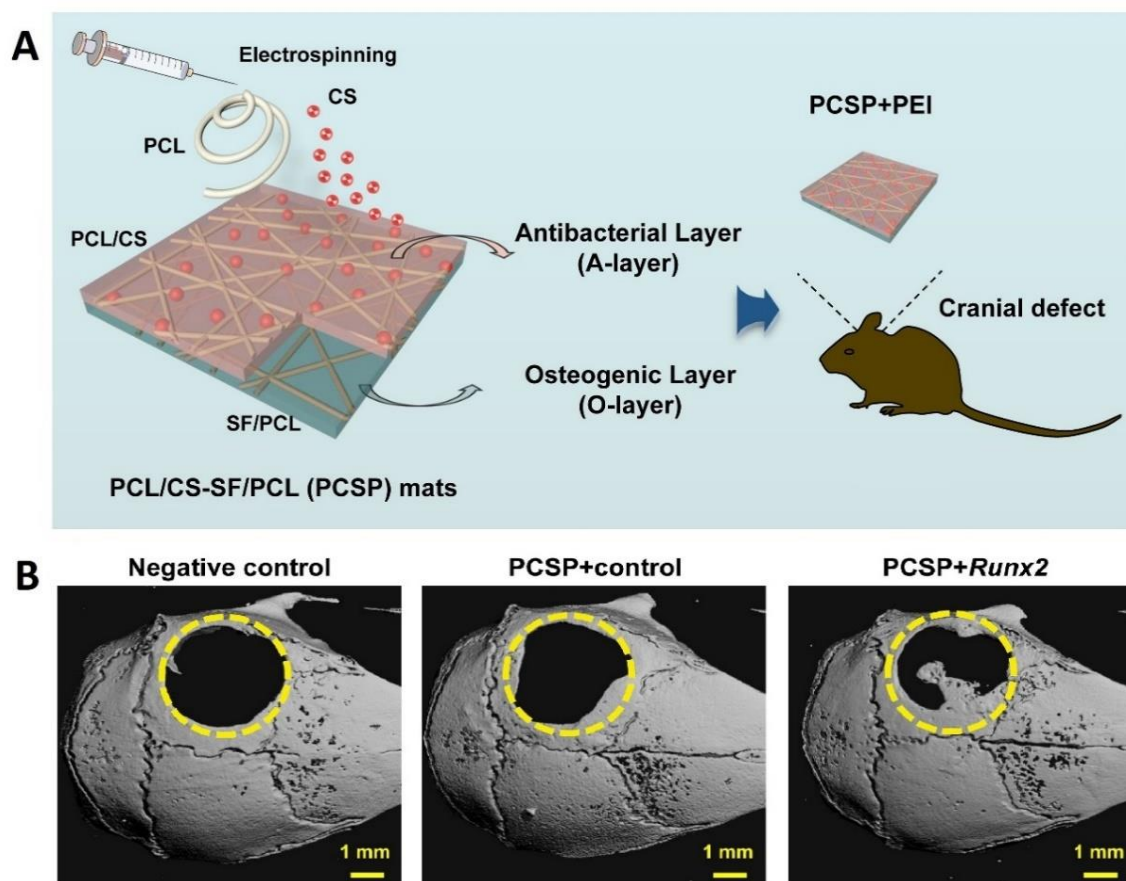 A
Electrospinning
CS
PCL
PCL/CS
SF/PCL
PCL/CS-SF/PCL (PCSP) mats
Antibacterial Layer
(A-layer)
Osteogenic Layer
(O-layer)
PCSP+PEI
Cranial defect
B
Negative control
PCSP+control
PCSP+Runx2
1 mm
1 mm
1 mm